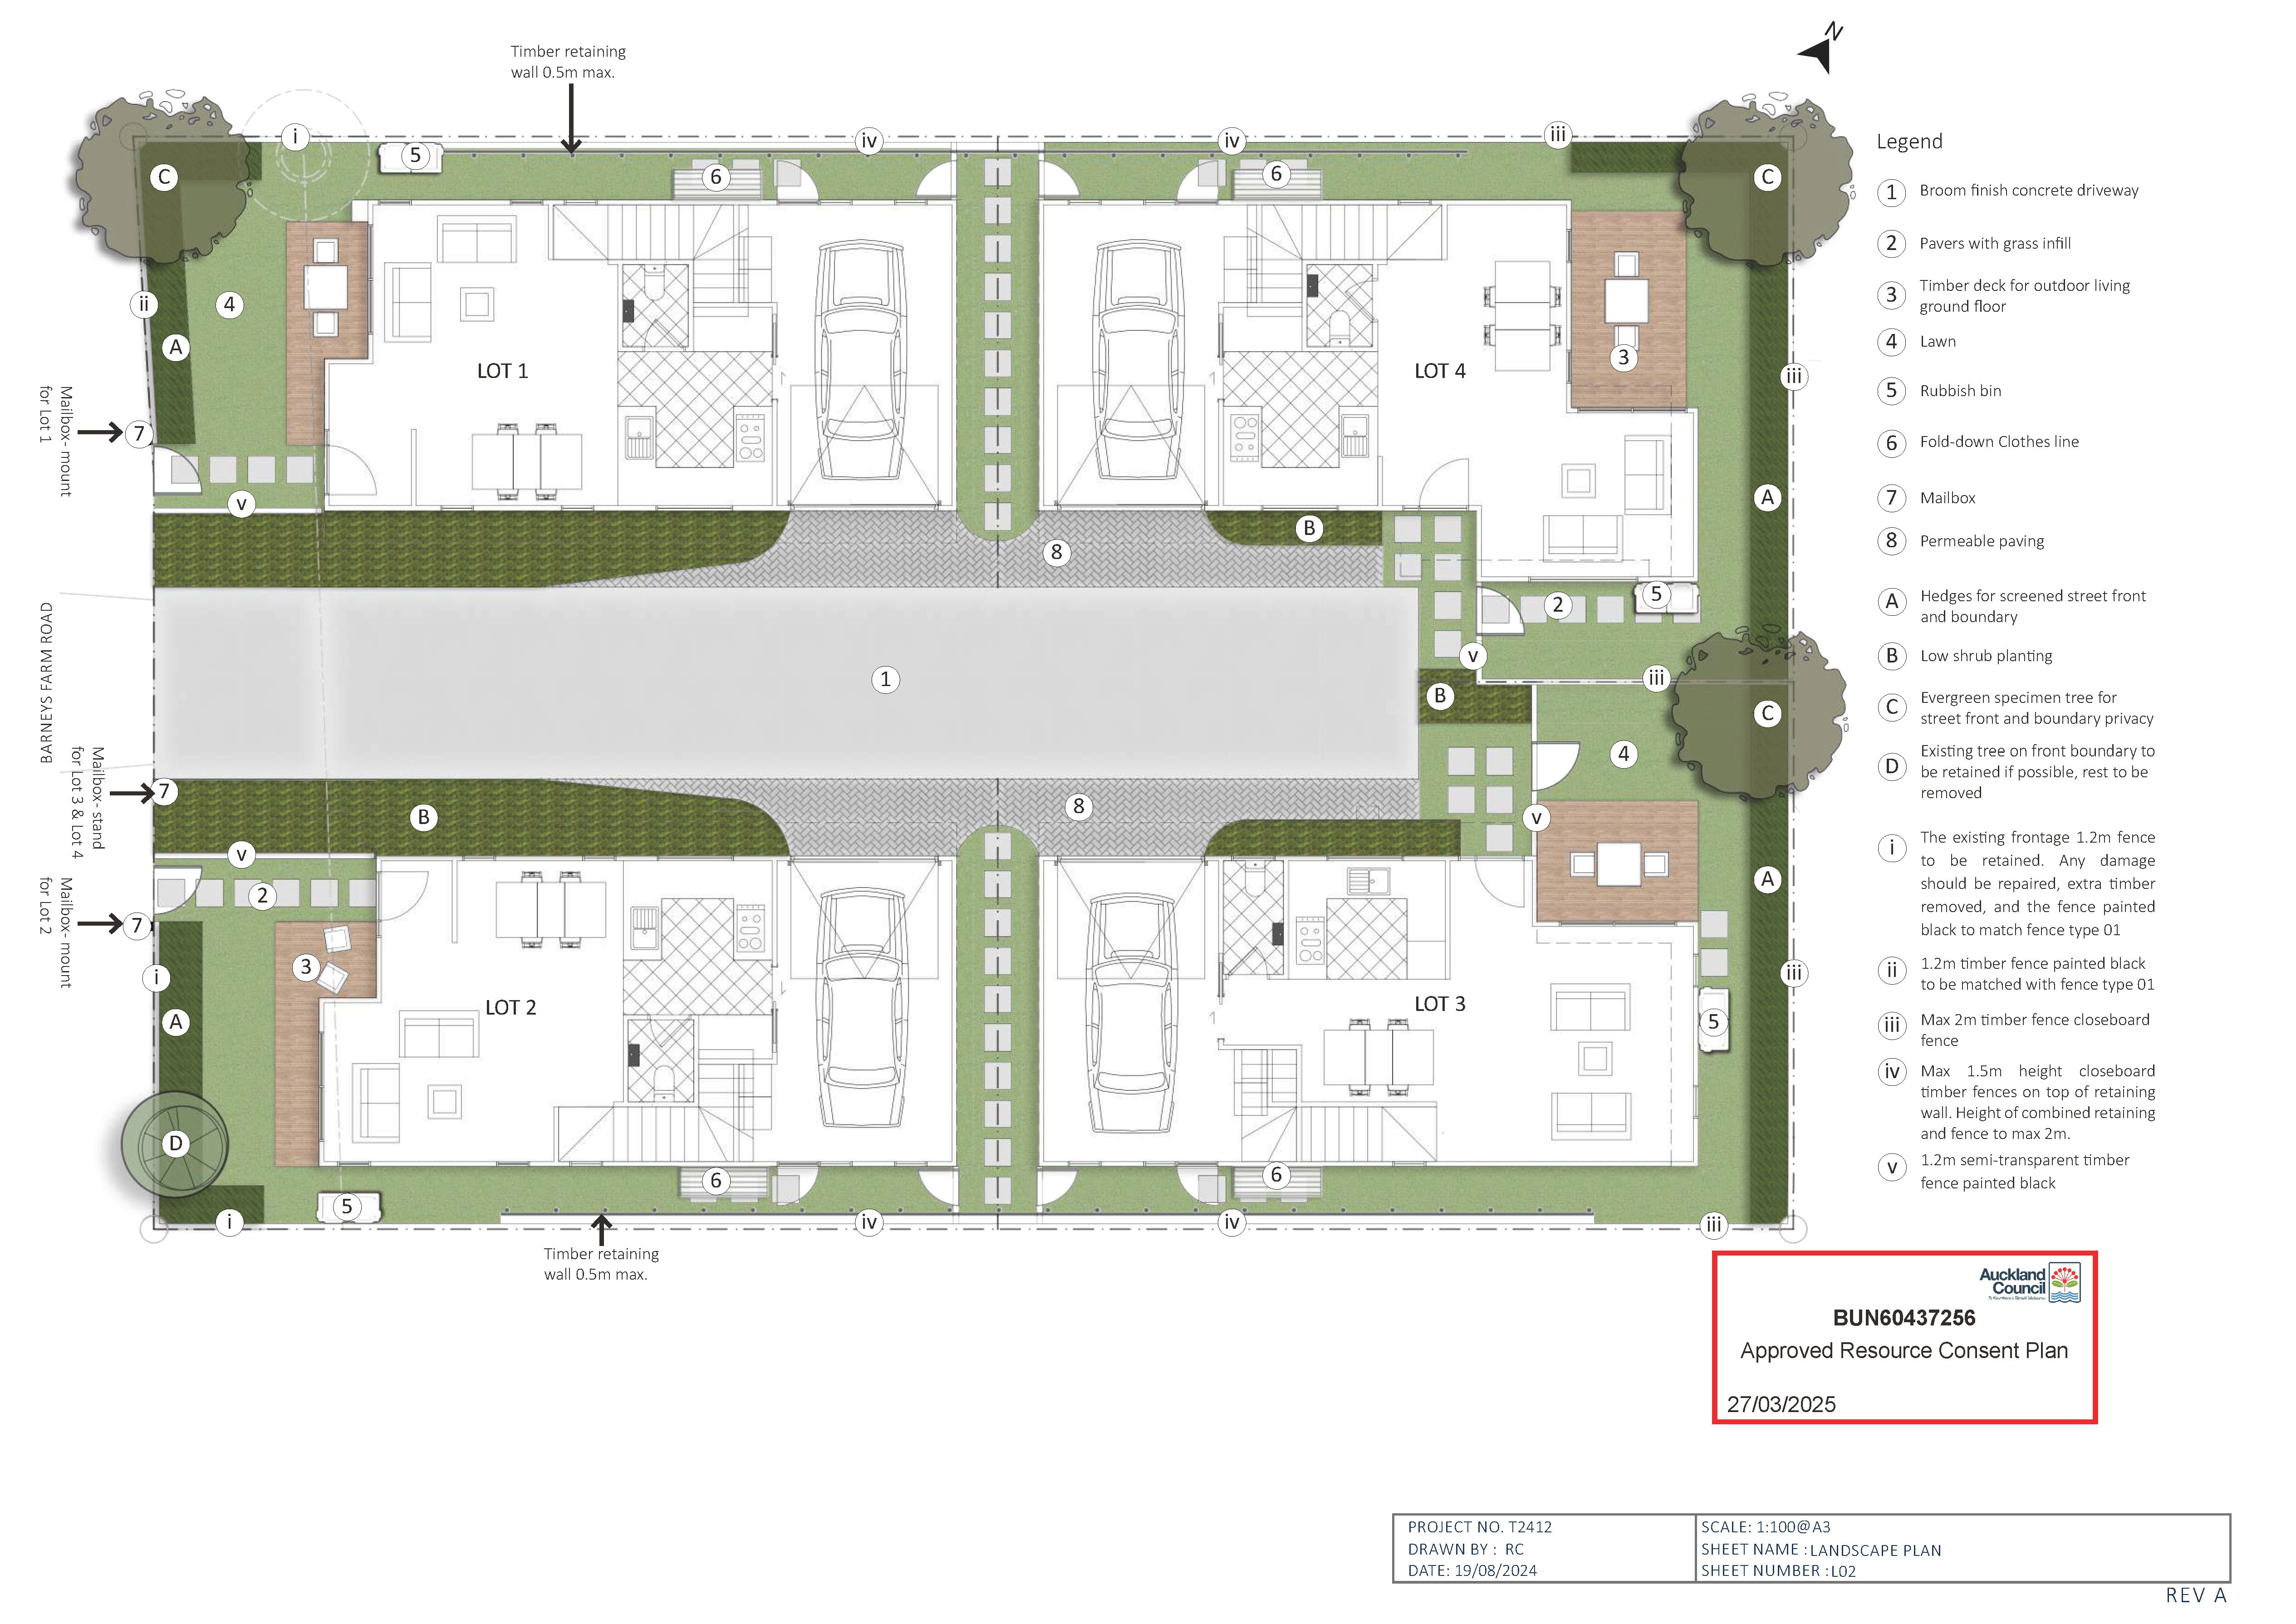 Timber retaining
wall 0.5m max.
N
i
5
iv
iv
iii
C
6
6
C
ii
4
A
LOT 1
LOT 4
3
iii
Mailbox- mount
for Lot 1
7
v
A
B
8
2
5
v
iii
BARNEYS FARM ROAD
1
B
C
4
Mailbox- stand
for Lot 3 & Lot 4
7
B
8
v
v
2
A
Mailbox- mount
for Lot 2
7
i
3
iii
LOT 2
LOT 3
A
5
D
6
6
5
i
iv
iv
iii
Timber retaining
wall 0.5m max.
Legend
1 Broom finish concrete driveway
2 Pavers with grass infill
3 Timber deck for outdoor living
ground floor
4 Lawn
5 Rubbish bin
6 Fold-down Clothes line
7 Mailbox
8 Permeable paving
A Hedges for screened street front
and boundary
B Low shrub planting
C Evergreen specimen tree for
street front and boundary privacy
D Existing tree on front boundary to
be retained if possible, rest to be
removed
i The existing frontage 1.2m fence
to be retained. Any damage
should be repaired, extra timber
removed, and the fence painted
black to match fence type 01
ii 1.2m timber fence painted black
to be matched with fence type 01
iii Max 2m timber fence closeboard
fence
iv Max 1.5m height closeboard
timber fences on top of retaining
wall. Height of combined retaining
and fence to max 2m.
v 1.2m semi-transparent timber
fence painted black
Auckland
Council
BUN60437256
Approved Resource Consent Plan
27/03/2025
PROJECT NO. T2412
DRAWN BY : RC
DATE: 19/08/2024
SCALE: 1:100@A3
SHEET NAME : LANDSCAPE PLAN
SHEET NUMBER : L02
REV A